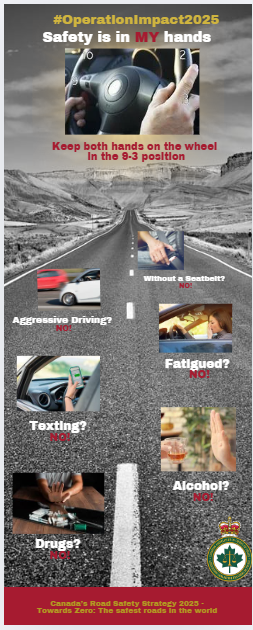 #OperationImpact2025
Safety is in MY hands
Keep both hands on the wheel
in the 9-3 position
Without a Seatbelt?
NO!
Aggressive Driving?
NO!
Fatigued?
NO!
Texting?
NO!
Alcohol?
NO!
Drugs?
NO!
Canada's Road Safety Strategy 2025 -
Towards Zero: The safest roads in the world